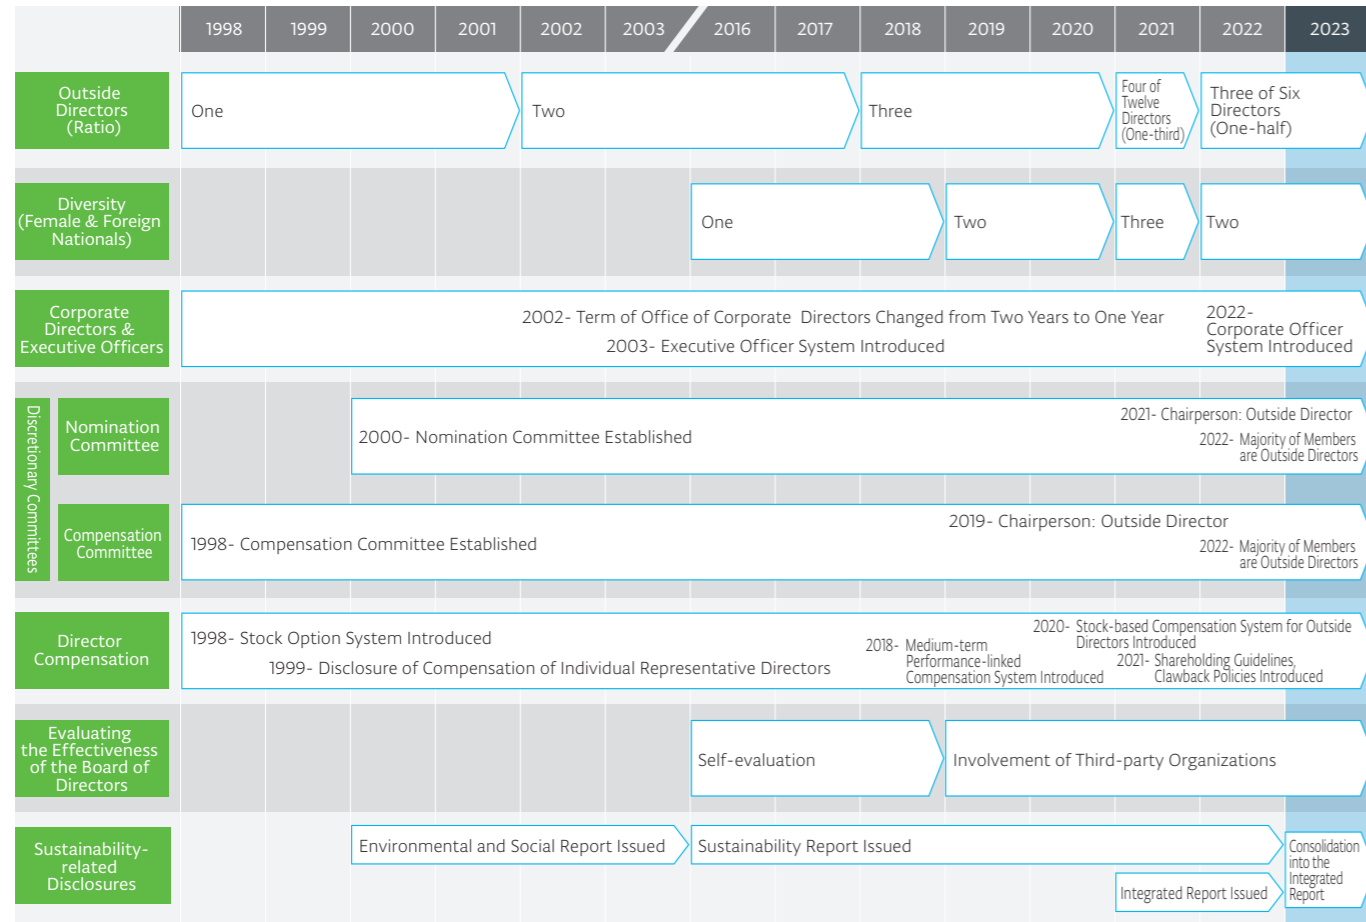 1998 1999 2000 2001 2002 2003 2016 2017 2018 2019 2020 2021 2022 2023
Outside
Directors
(Ratio)
One
Two
Three
Four of
Twelve
Directors
(One-third)
Three of Six
Directors
(One-half)
Diversity
(Female & Foreign
Nationals)
One
Two
Three
Two
Corporate
Directors &
Executive Officers
2002- Term of Office of Corporate Directors Changed from Two Years to One Year
2003- Executive Officer System Introduced
2022-
Corporate Officer
System Introduced
Discretionary Committees
Nomination
Committee
2000- Nomination Committee Established
2021- Chairperson: Outside Director
2022- Majority of Members
are Outside Directors
Compensation
Committee
1998- Compensation Committee Established
2019- Chairperson: Outside Director
2022- Majority of Members
are Outside Directors
Director
Compensation
1998- Stock Option System Introduced
1999- Disclosure of Compensation of Individual Representative Directors
2018- Medium-term
Performance-linked
Compensation System Introduced
2020- Stock-based Compensation System for Outside
Directors Introduced
2021- Shareholding Guidelines,
Clawback Policies Introduced
Evaluating
the Effectiveness
of the Board of
Directors
Self-evaluation
Involvement of Third-party Organizations
Sustainability-
related
Disclosures
Environmental and Social Report Issued
Sustainability Report Issued
Integrated Report Issued
Consolidation
into the
Integrated
Report